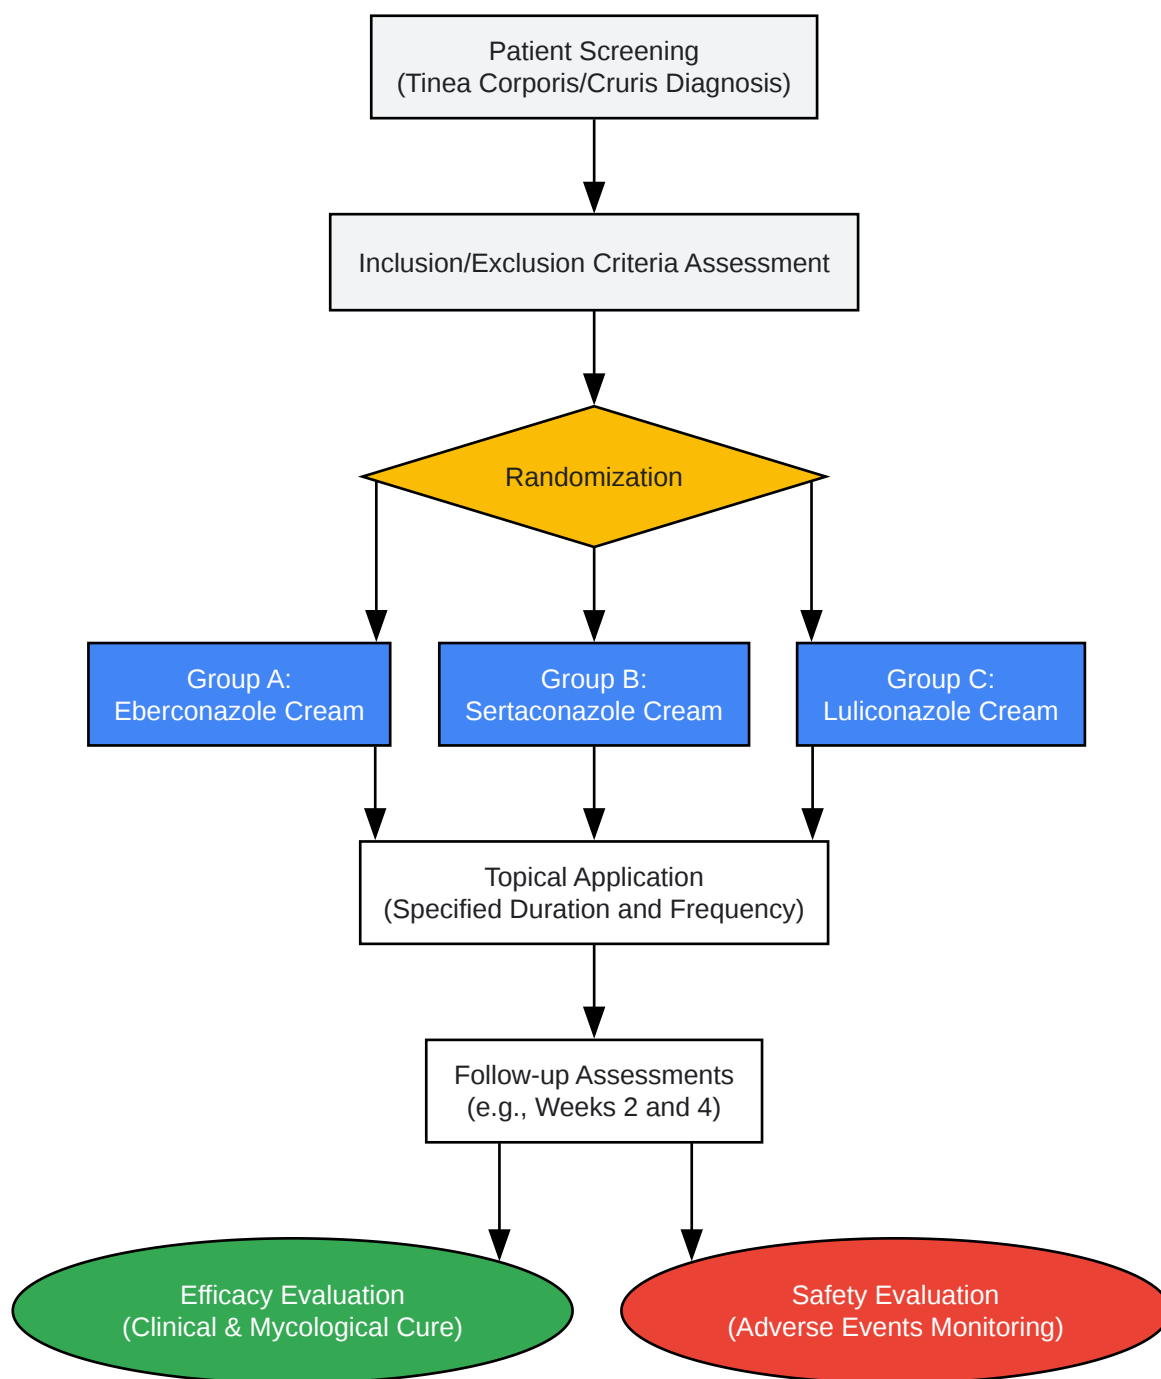 Patient Screening
(Tinea Corporis/Cruris Diagnosis)
Inclusion/Exclusion Criteria Assessment
Randomization
Group A:
Eberconazole Cream
Group B:
Sertaconazole Cream
Group C:
Luliconazole Cream
Topical Application
(Specified Duration and Frequency)
Follow-up Assessments
(e.g., Weeks 2 and 4)
Efficacy Evaluation
(Clinical & Mycological Cure)
Safety Evaluation
(Adverse Events Monitoring)